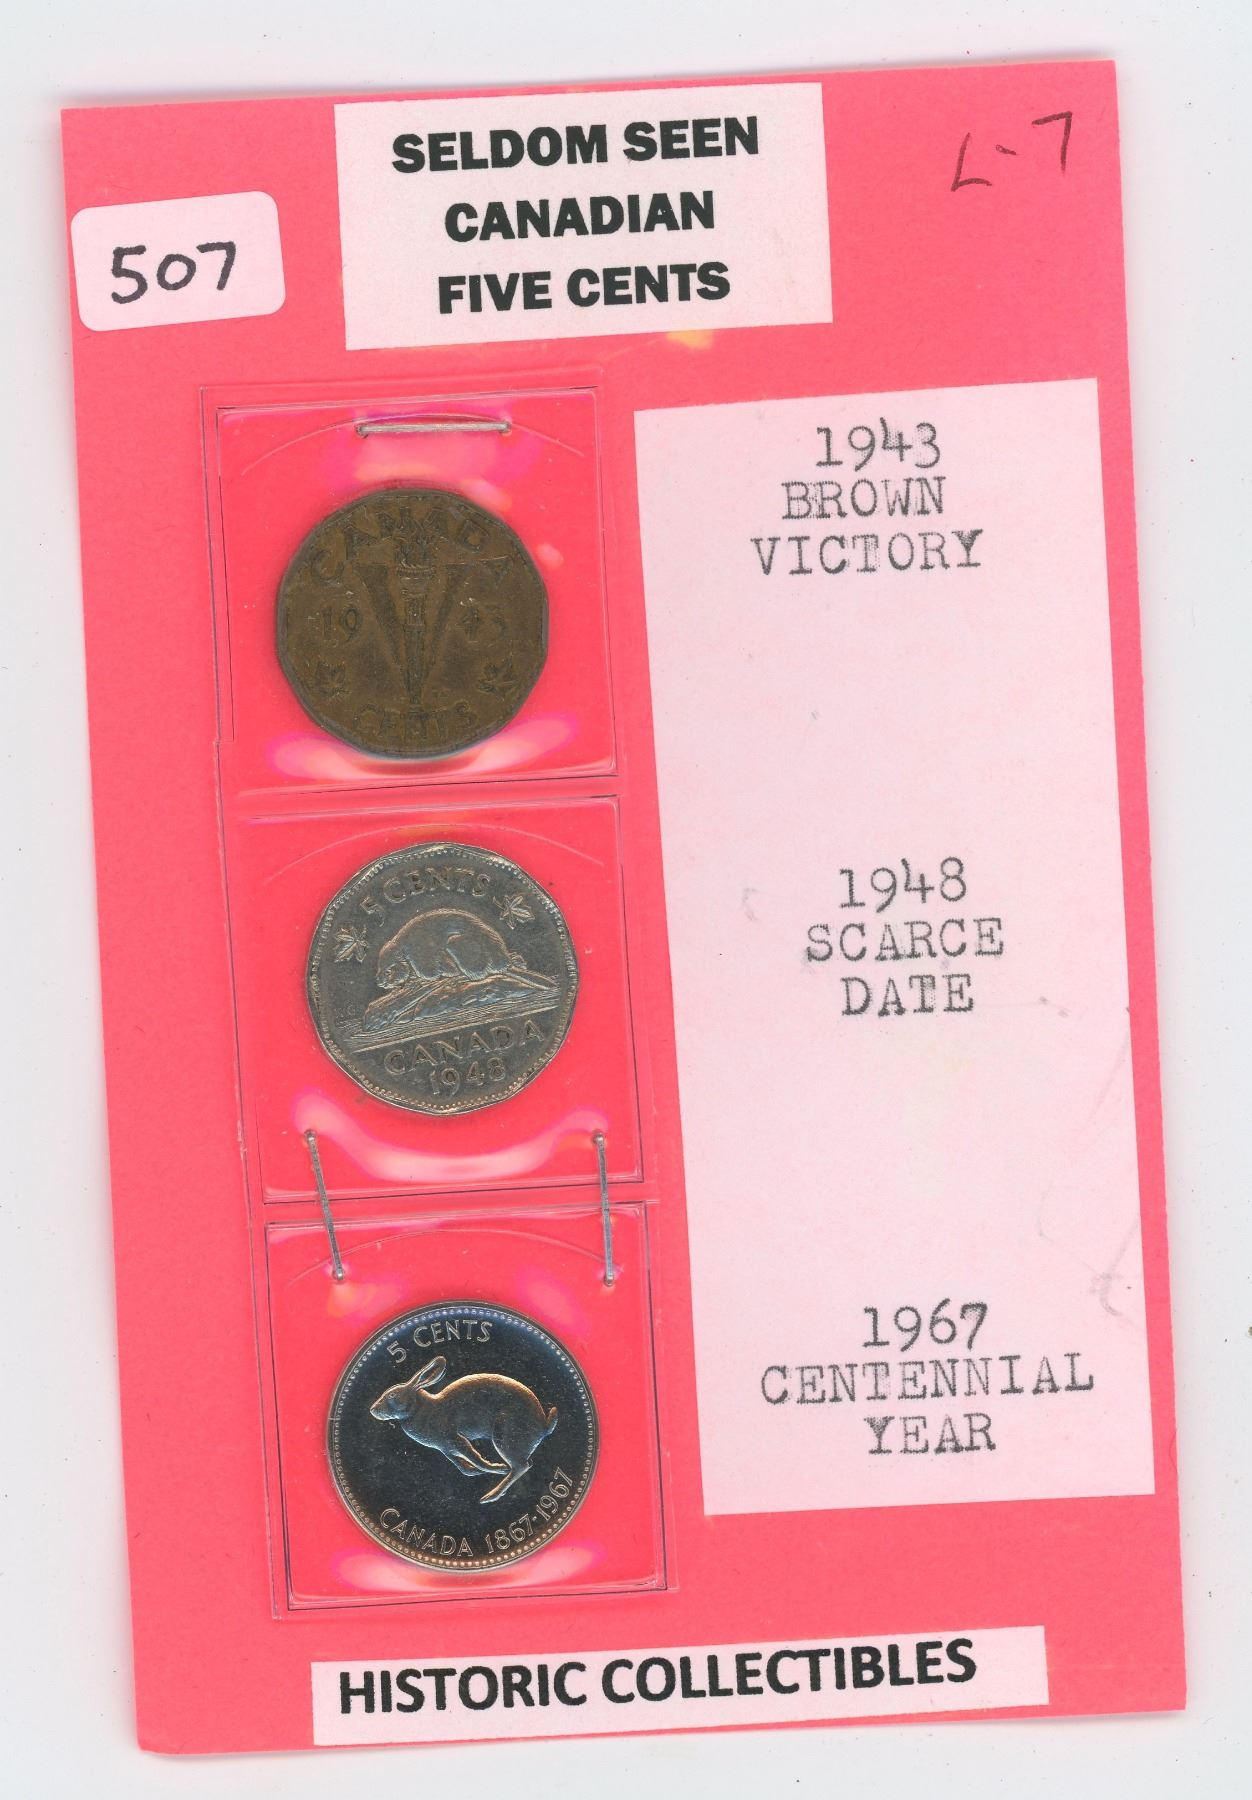 SELDOM SEEN
CANADIAN
FIVE CENTS
L-7
507
1943
BROWN
VICTORY
CANADA
19 43
CENTS
1948
SCARCE
DATE
5 CENTS
CANADA
1948
1967
CENTENNIAL
YEAR
5 CENTS
CANADA 1867-1967
HISTORIC COLLECTIBLES